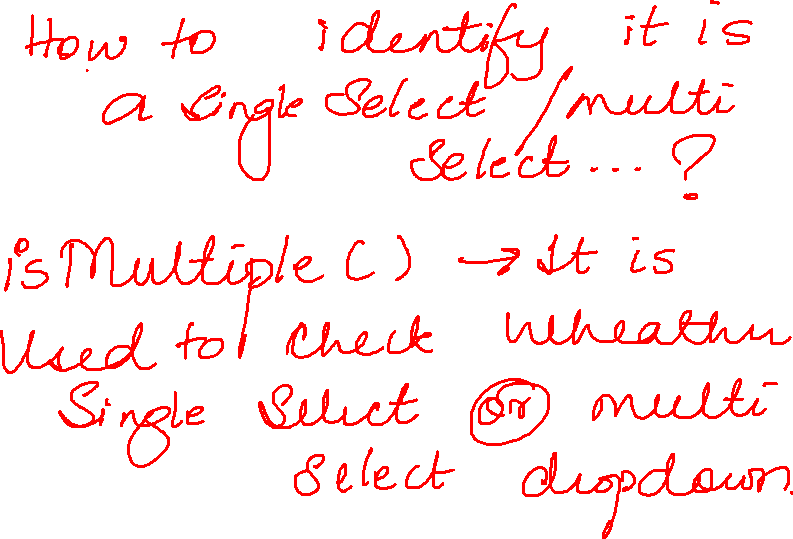 How to identify it is
a single select / multi
select ... ?
isMultiple () → It is
Used to check wheathr
Single Select or multi
select dropdown.